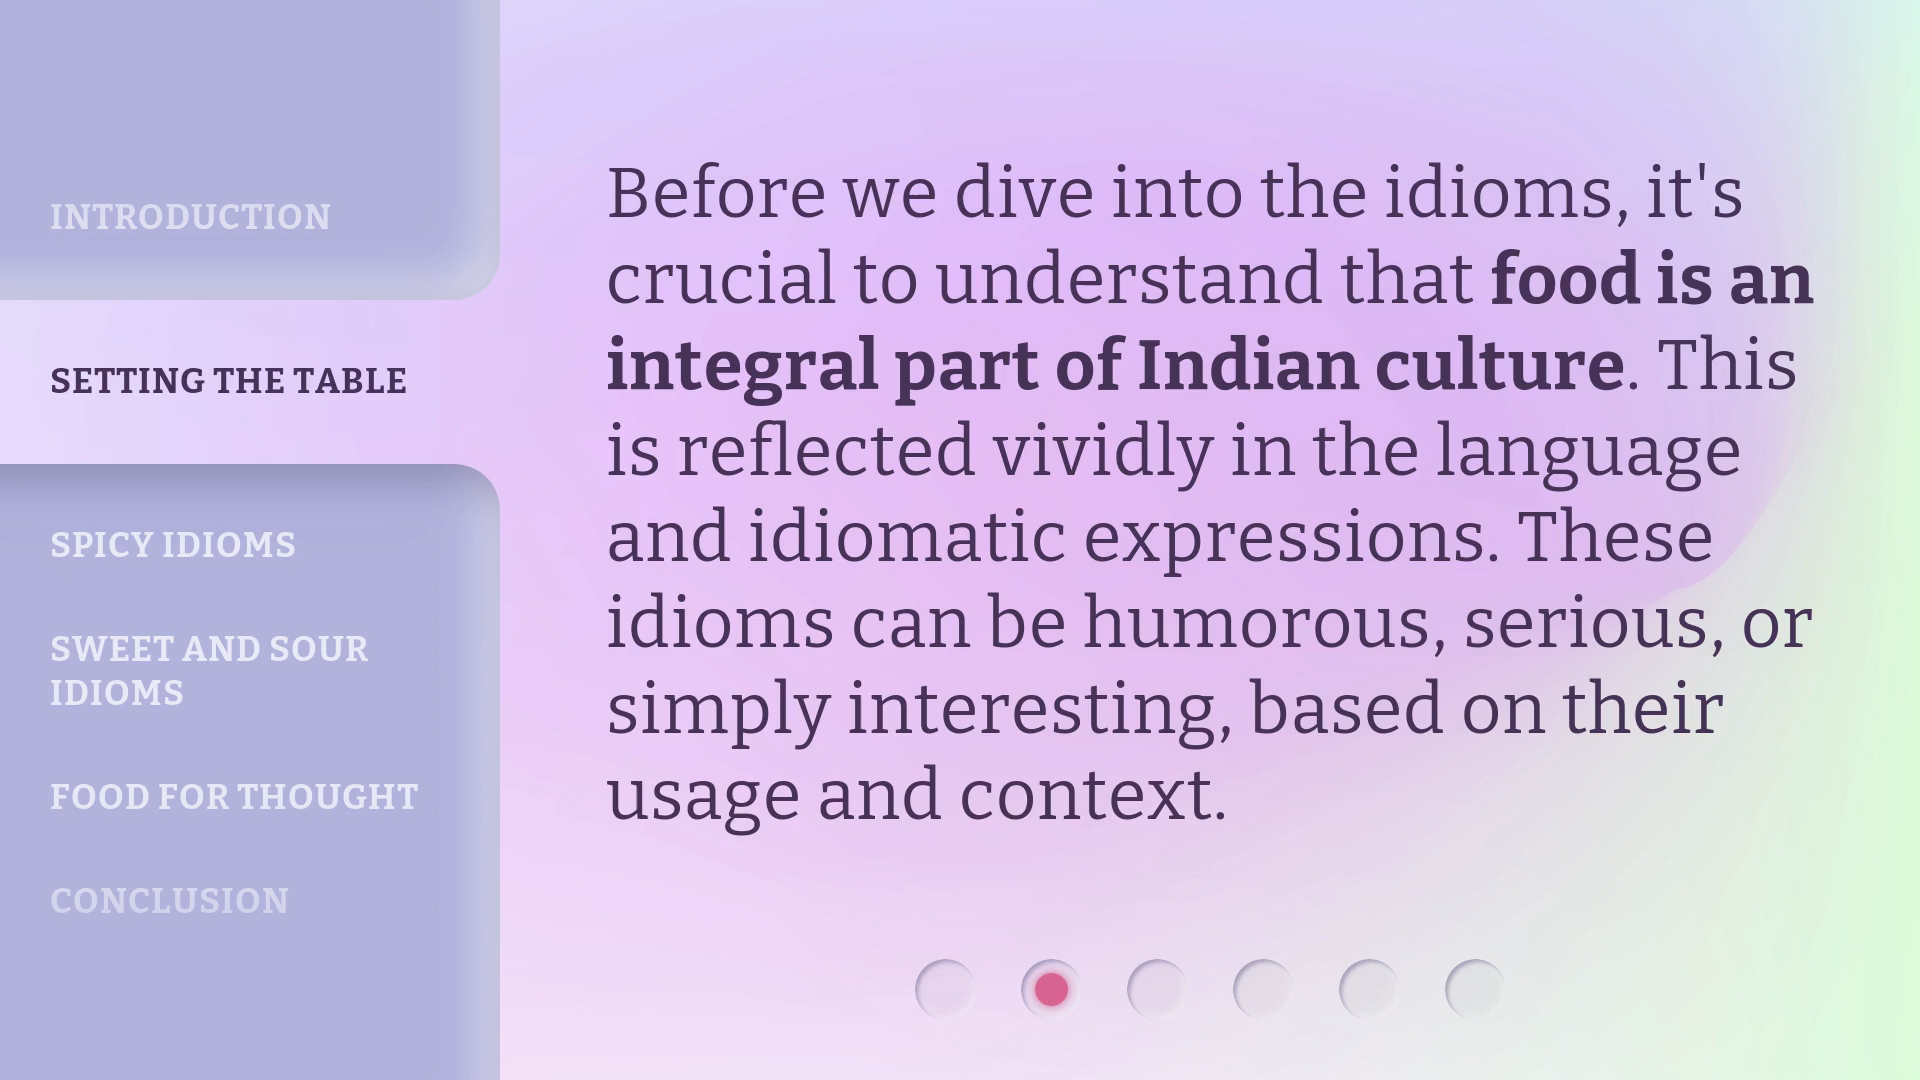 INTRODUCTION
SETTING THE TABLE
SPICY IDIOMS
SWEET AND SOUR
IDIOMS
FOOD FOR THOUGHT
CONCLUSION
Before we dive into the idioms, it's
crucial to understand that food is an
integral part of Indian culture. This
is reflected vividly in the language
and idiomatic expressions. These
idioms can be humorous, serious, or
simply interesting, based on their
usage and context.